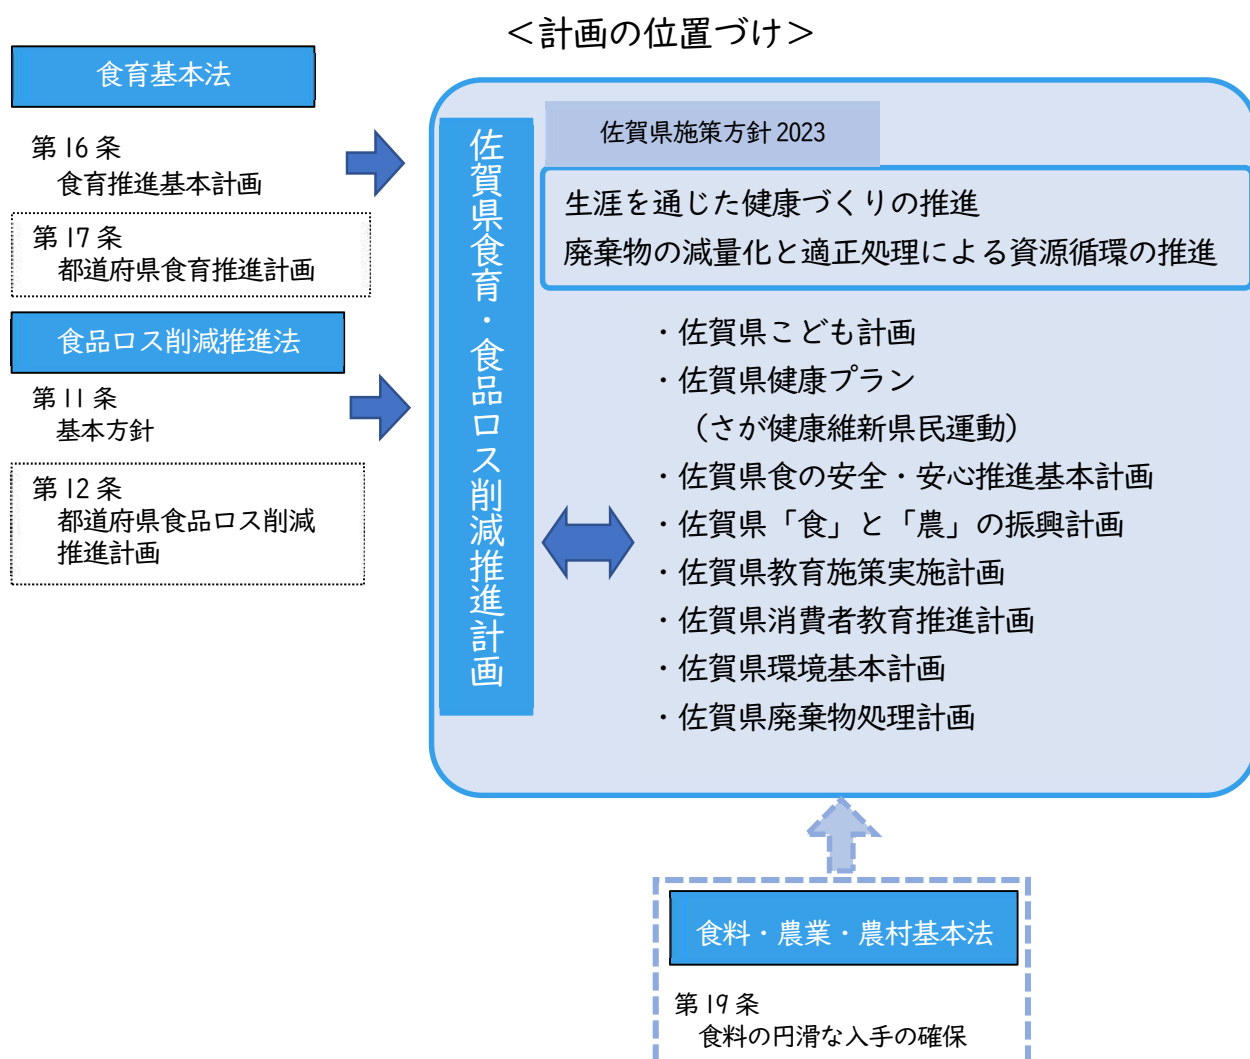 ＜計画の位置づけ＞
食育基本法
第16条
食育推進基本計画
第17条
都道府県食育推進計画
食品ロス削減推進法
第11条
基本方針
第12条
都道府県食品ロス削減
推進計画
佐賀県食育・食品ロス削減推進計画
佐賀県施策方針2023
生涯を通じた健康づくりの推進
廃棄物の減量化と適正処理による資源循環の推進
・佐賀県こども計画
・佐賀県健康プラン
（さが健康維新県民運動）
・佐賀県食の安全・安心推進基本計画
・佐賀県「食」と「農」の振興計画
・佐賀県教育施策実施計画
・佐賀県消費者教育推進計画
・佐賀県環境基本計画
・佐賀県廃棄物処理計画
食料・農業・農村基本法
第19条
食料の円滑な入手の確保